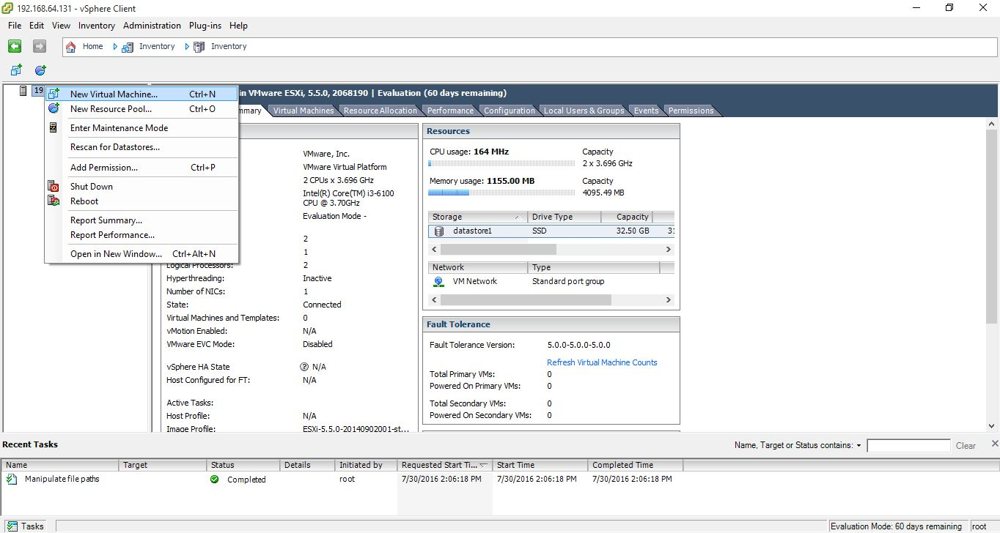 192.168.64.131 - vSphere Client
File Edit View Inventory Administration Plug-ins Help
Home Inventory Inventory
19
in VMware ESXi, 5.5.0, 2068190 | Evaluation (60 days remaining)
mmary Virtual Machines Resource Allocation Performance Configuration Local Users & Groups Events Permissions
New Virtual Machine... Ctrl+N
New Resource Pool... Ctrl+O
Enter Maintenance Mode
Rescan for Datastores...
Add Permission... Ctrl+P
Shut Down
Reboot
Report Summary...
Report Performance...
Open in New Window... Ctrl+Alt+N
VMware, Inc.
VMware Virtual Platform
2 CPUs x 3.696 GHz
Intel(R) Core(TM) i3-6100
CPU @ 3.70GHz
Evaluation Mode -
2
1
Logical Processors: 2
Hyperthreading: Inactive
Number of NICs: 1
State: Connected
Virtual Machines and Templates: 0
vMotion Enabled: N/A
VMware EVC Mode: Disabled
vSphere HA State ? N/A
Host Configured for FT: N/A
Active Tasks:
Host Profile: N/A
Image Profile: ESXi-5.5.0-20140902001-st...
Resources
CPU usage: 164 MHz Capacity
2 x 3.696 GHz
Memory usage: 1155.00 MB Capacity
4095.49 MB
Storage Drive Type Capacity
datastore1 SSD 32.50 GB 31
Network Type
VM Network Standard port group
Fault Tolerance
Fault Tolerance Version: 5.0.0-5.0.0-5.0.0
Refresh Virtual Machine Counts
Total Primary VMs: 0
Powered On Primary VMs: 0
Total Secondary VMs: 0
Powered On Secondary VMs: 0
Recent Tasks Name, Target or Status contains: Clear
Name Target Status Details Initiated by Requested Start Ti... Start Time Completed Time
Manipulate file paths Completed root 7/30/2016 2:06:18 PM 7/30/2016 2:06:18 PM 7/30/2016 2:06:18 PM
Tasks Evaluation Mode: 60 days remaining root